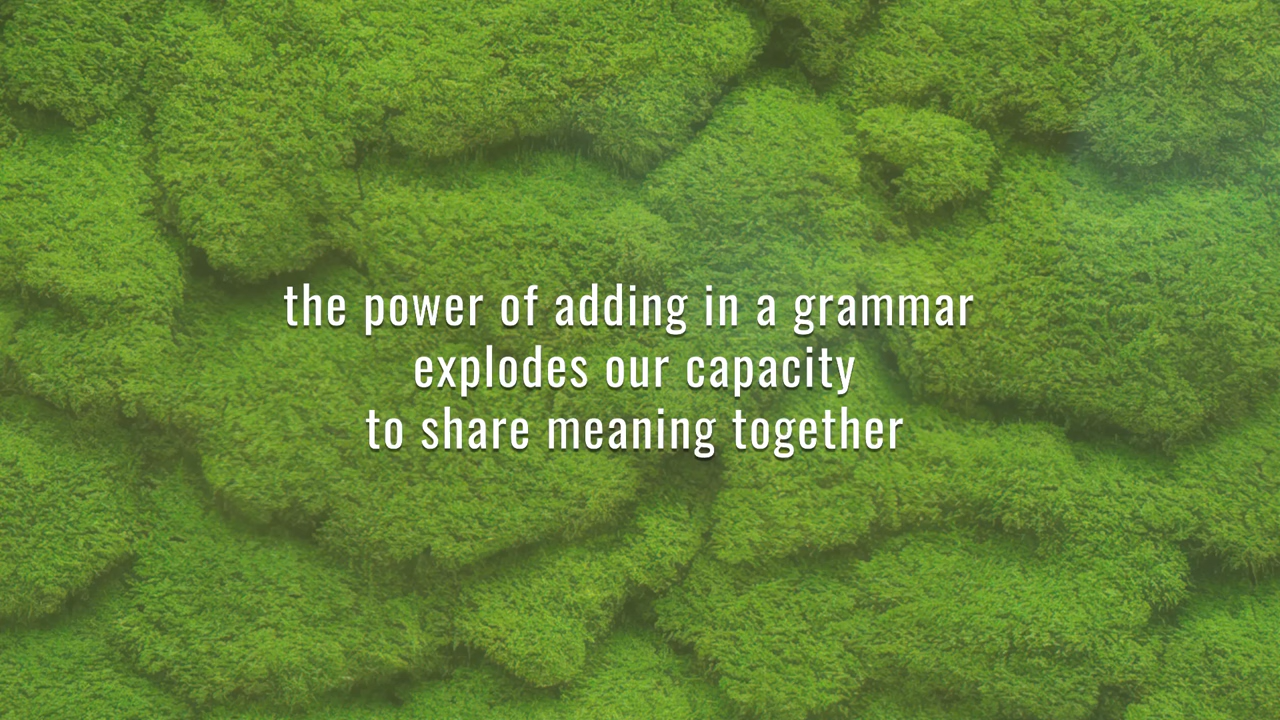 the power of adding in a grammar
explodes our capacity
to share meaning together